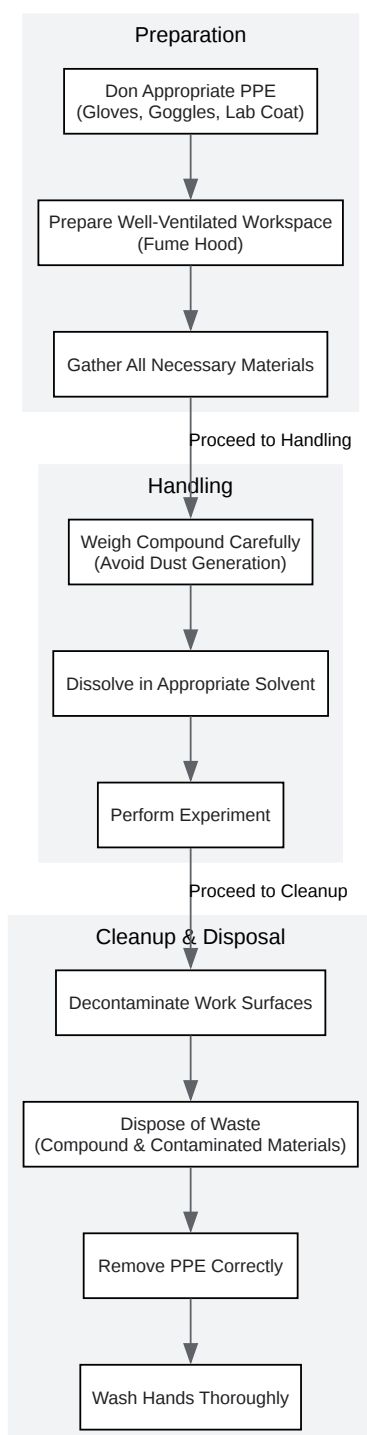 Preparation
Don Appropriate PPE
(Gloves, Goggles, Lab Coat)
Prepare Well-Ventilated Workspace
(Fume Hood)
Gather All Necessary Materials
Proceed to Handling
Handling
Weigh Compound Carefully
(Avoid Dust Generation)
Dissolve in Appropriate Solvent
Perform Experiment
Proceed to Cleanup
Cleanup & Disposal
Decontaminate Work Surfaces
Dispose of Waste
(Compound & Contaminated Materials)
Remove PPE Correctly
Wash Hands Thoroughly